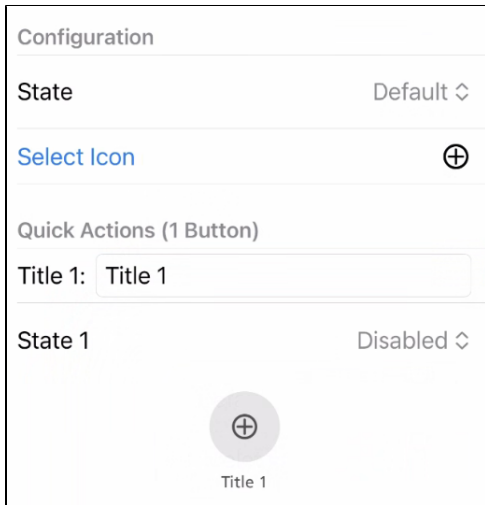 Configuration
State Default
Select Icon
Quick Actions (1 Button)
Title 1: Title 1
State 1 Disabled
Title 1